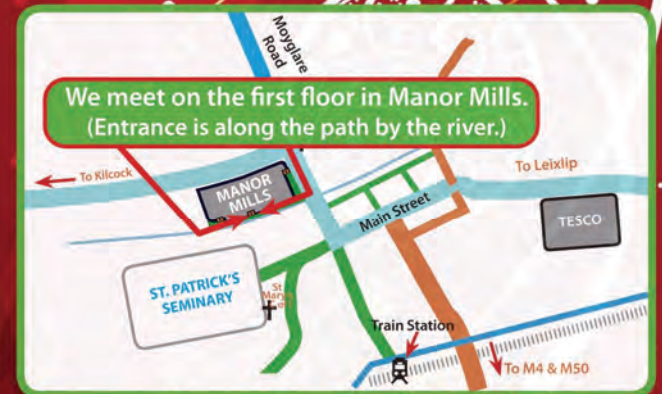 Moyglare
Road
We meet on the first floor in Manor Mills.
(Entrance is along the path by the river.)
To Kilcock
To Leixlip
MANOR
MILLS
Main Street
TESCO
ST. PATRICK'S
SEMINARY
St
Train Station
To M4 & M50